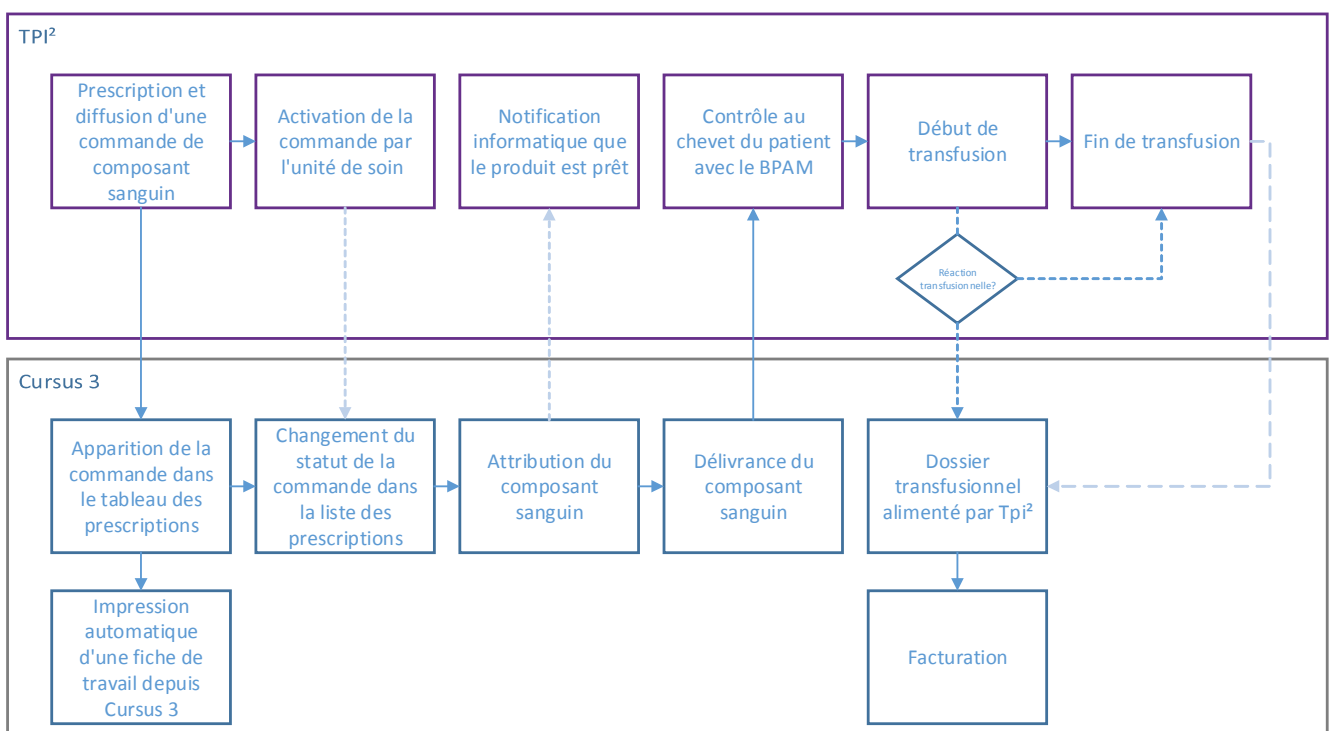 TPI²
Prescription et
diffusion d'une
commande de
composant
sanguin
Activation de la
commande par
l'unité de soin
Notification
informatique que
le produit est prêt
Contrôle au
chevet du patient
avec le BPAM
Début de
transfusion
Fin de transfusion
Réaction
transfusionnelle?
Cursus 3
Apparition de la
commande dans
le tableau des
prescriptions
Changement du
statut de la
commande dans
la liste des
prescriptions
Attribution du
composant
sanguin
Délivrance du
composant
sanguin
Dossier
transfusionnel
alimenté par Tpi²
Impression
automatique
d'une fiche de
travail depuis
Cursus 3
Facturation